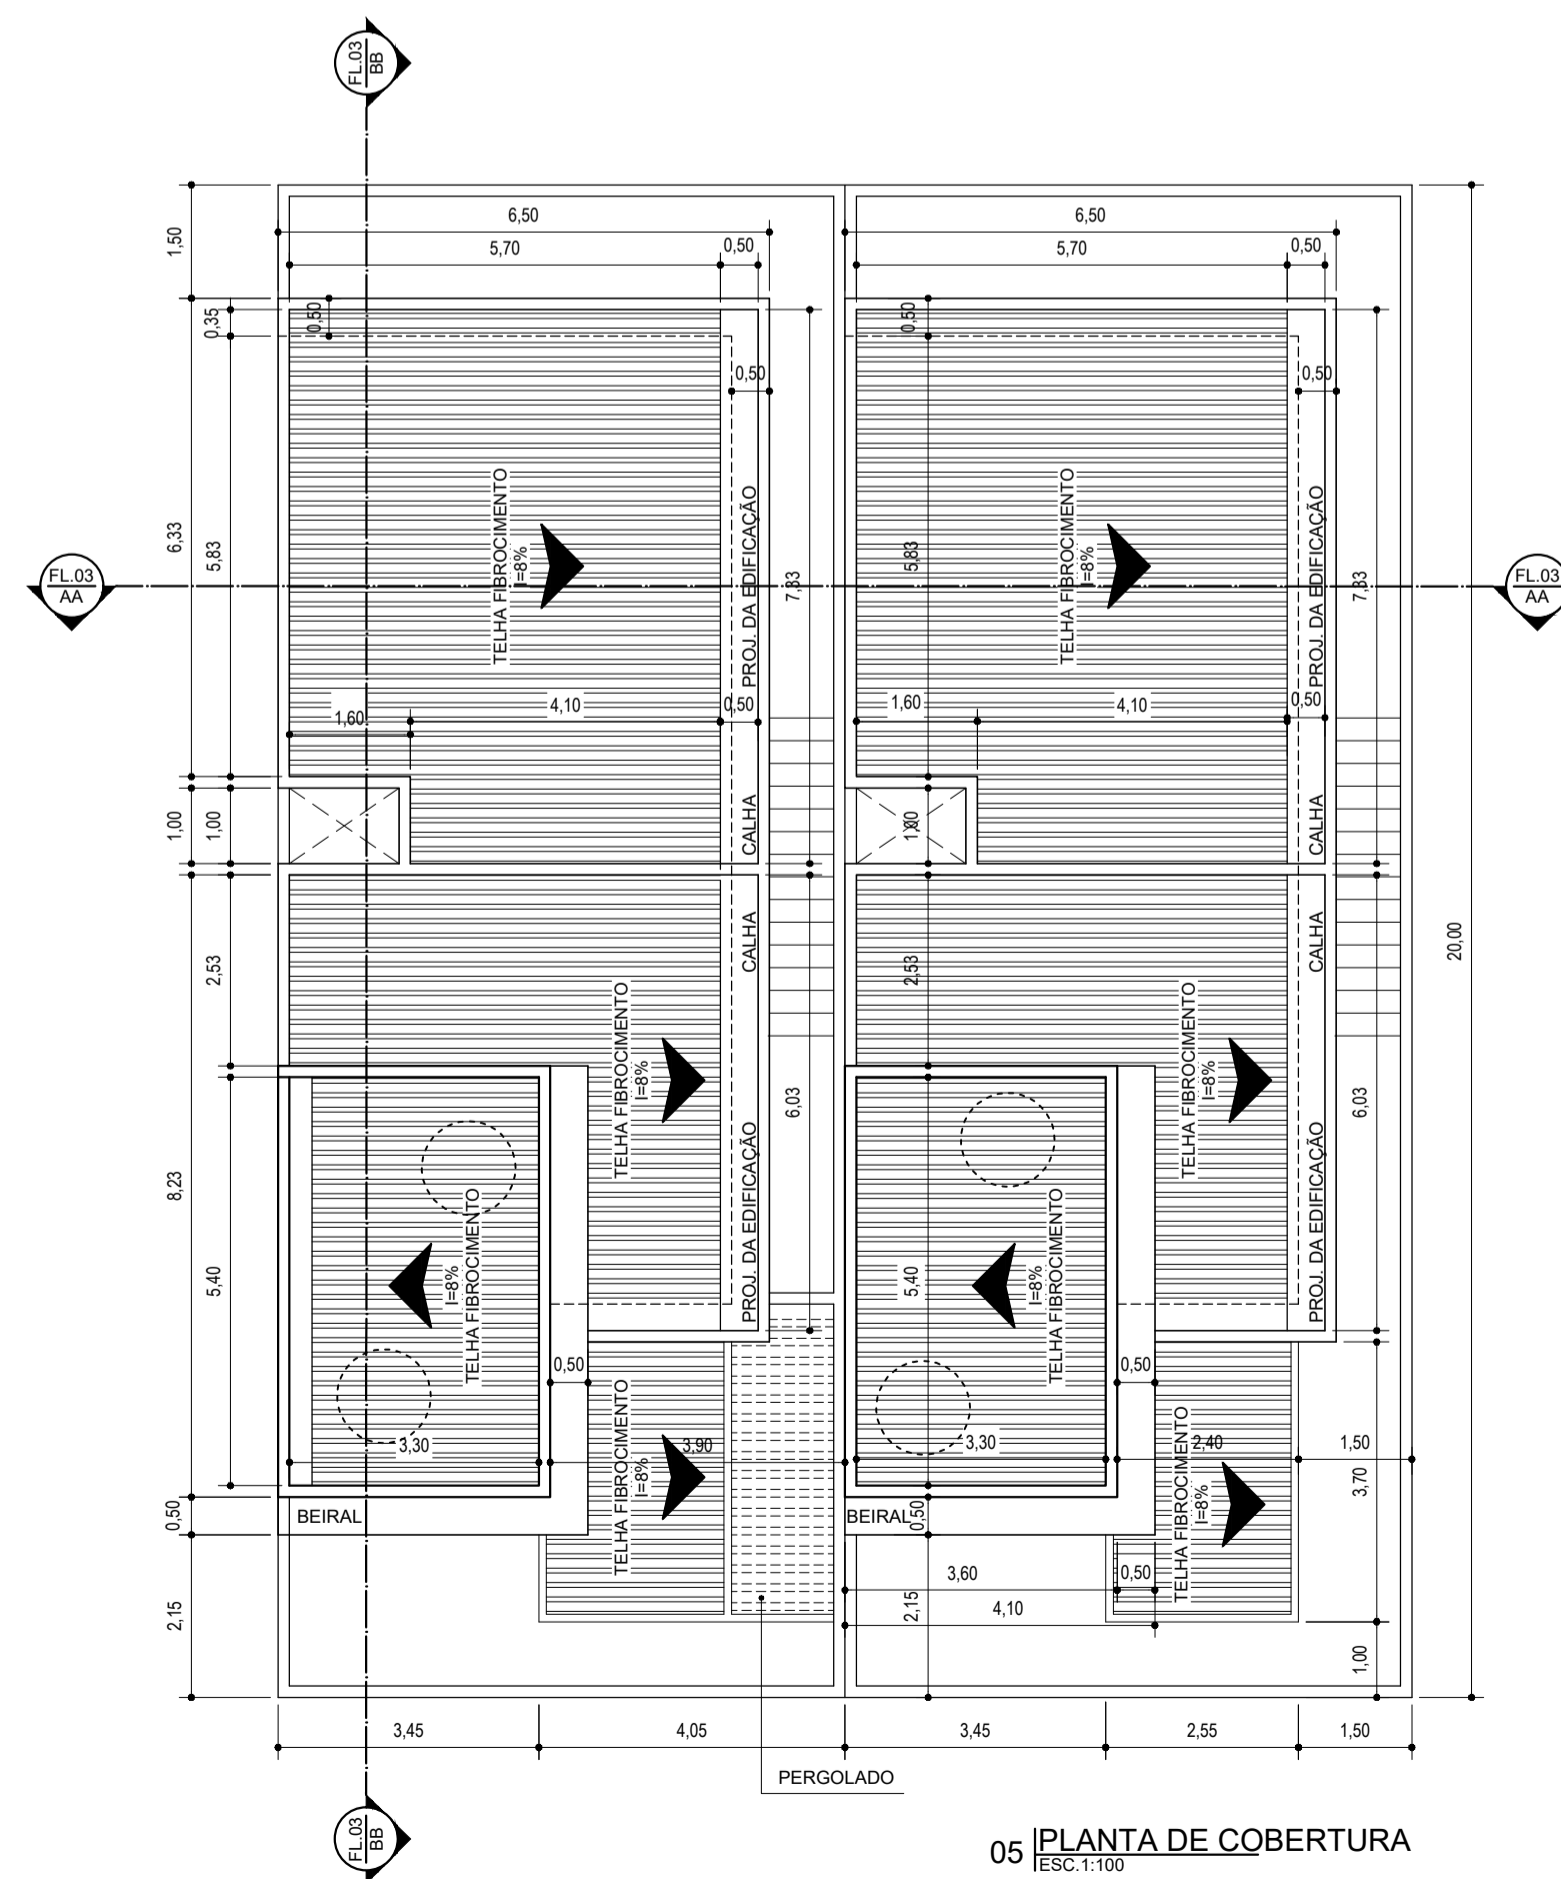 FL.03
BB
6,50
6,50
5,70
0,50
5,70
0,50
1,50
0,35
0,50
0,50
0,50
0,50
6,33
5,83
TELHA FIBROCIMENTO
I=8%
PROJ. DA EDIFICAÇÃO
7,83
5,83
TELHA FIBROCIMENTO
I=8%
PROJ. DA EDIFICAÇÃO
7,83
FL.03
AA
FL.03
AA
1,60
4,10
0,50
1,60
4,10
0,50
1,00
1,00
CALHA
1,00
CALHA
2,53
CALHA
2,53
CALHA
20,00
TELHA FIBROCIMENTO
I=8%
6,03
TELHA FIBROCIMENTO
I=8%
6,03
8,23
5,40
I=8%
TELHA FIBROCIMENTO
PROJ. DA EDIFICAÇÃO
5,40
I=8%
TELHA FIBROCIMENTO
PROJ. DA EDIFICAÇÃO
0,50
0,50
3,30
3,90
3,30
2,40
1,50
TELHA FIBROCIMENTO
I=8%
TELHA FIBROCIMENTO
I=8%
3,70
0,50
BEIRAL
BEIRAL
0,50
3,60
0,50
2,15
2,15
4,10
1,00
3,45
4,05
3,45
2,55
1,50
PERGOLADO
FL.03
BB
05 PLANTA DE COBERTURA
ESC.1:100